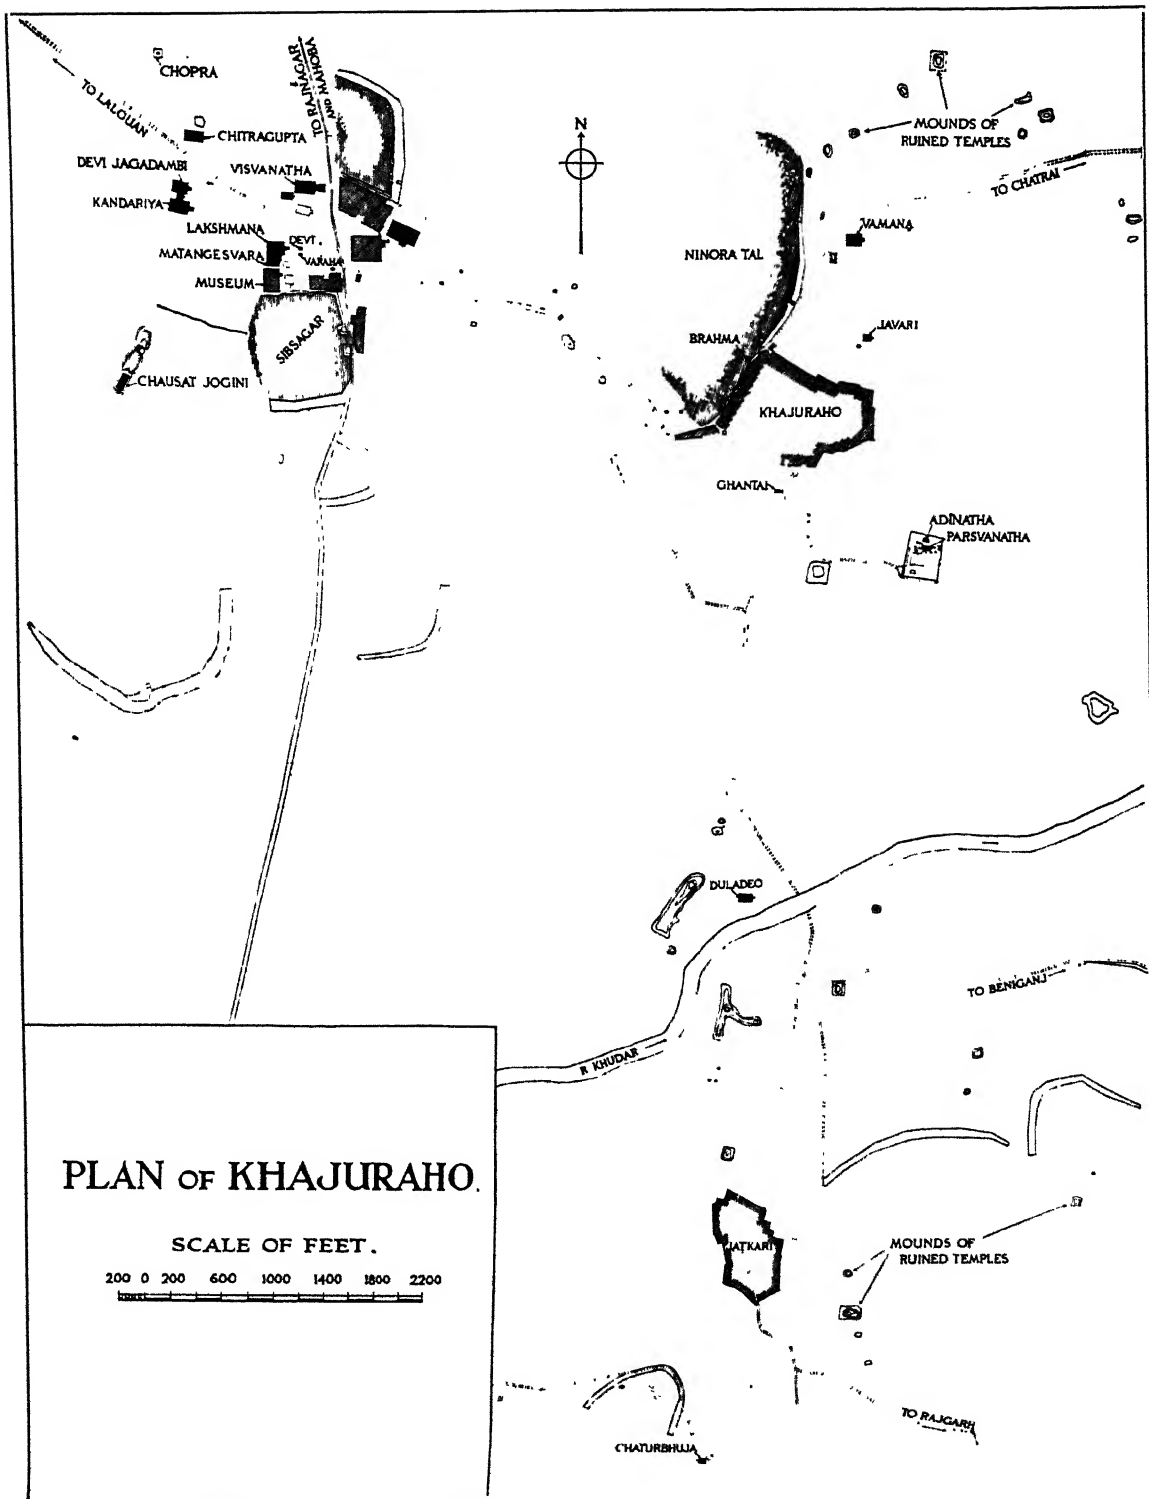 CHOPRA
TO LALGUAN
TO RAJNAGAR
AND MAHOBA
CHITRAGUPTA
DEVI JAGADAMBI
VISVANATHA
KANDARIYA
LAKSHMANA
DEVI
MATANGESVARA
VARAHA
MUSEUM
SIBSAGAR
CHAUSAT JOGINI
N
MOUNDS OF
RUINED TEMPLES
TO CHATRAI
VAMANA
NINORA TAL
BRAHMA
JAVARI
KHAJURAHO
GHANTAI
ADINATHA
PARSVANATHA
DULADEO
TO BENIGANJ
R KHUDAR
PLAN OF KHAJURAHO.
SCALE OF FEET.
200 0 200 600 1000 1400 1800 2200
JATKARI
MOUNDS OF
RUINED TEMPLES
TO RAJGARH
CHATURBHUJA